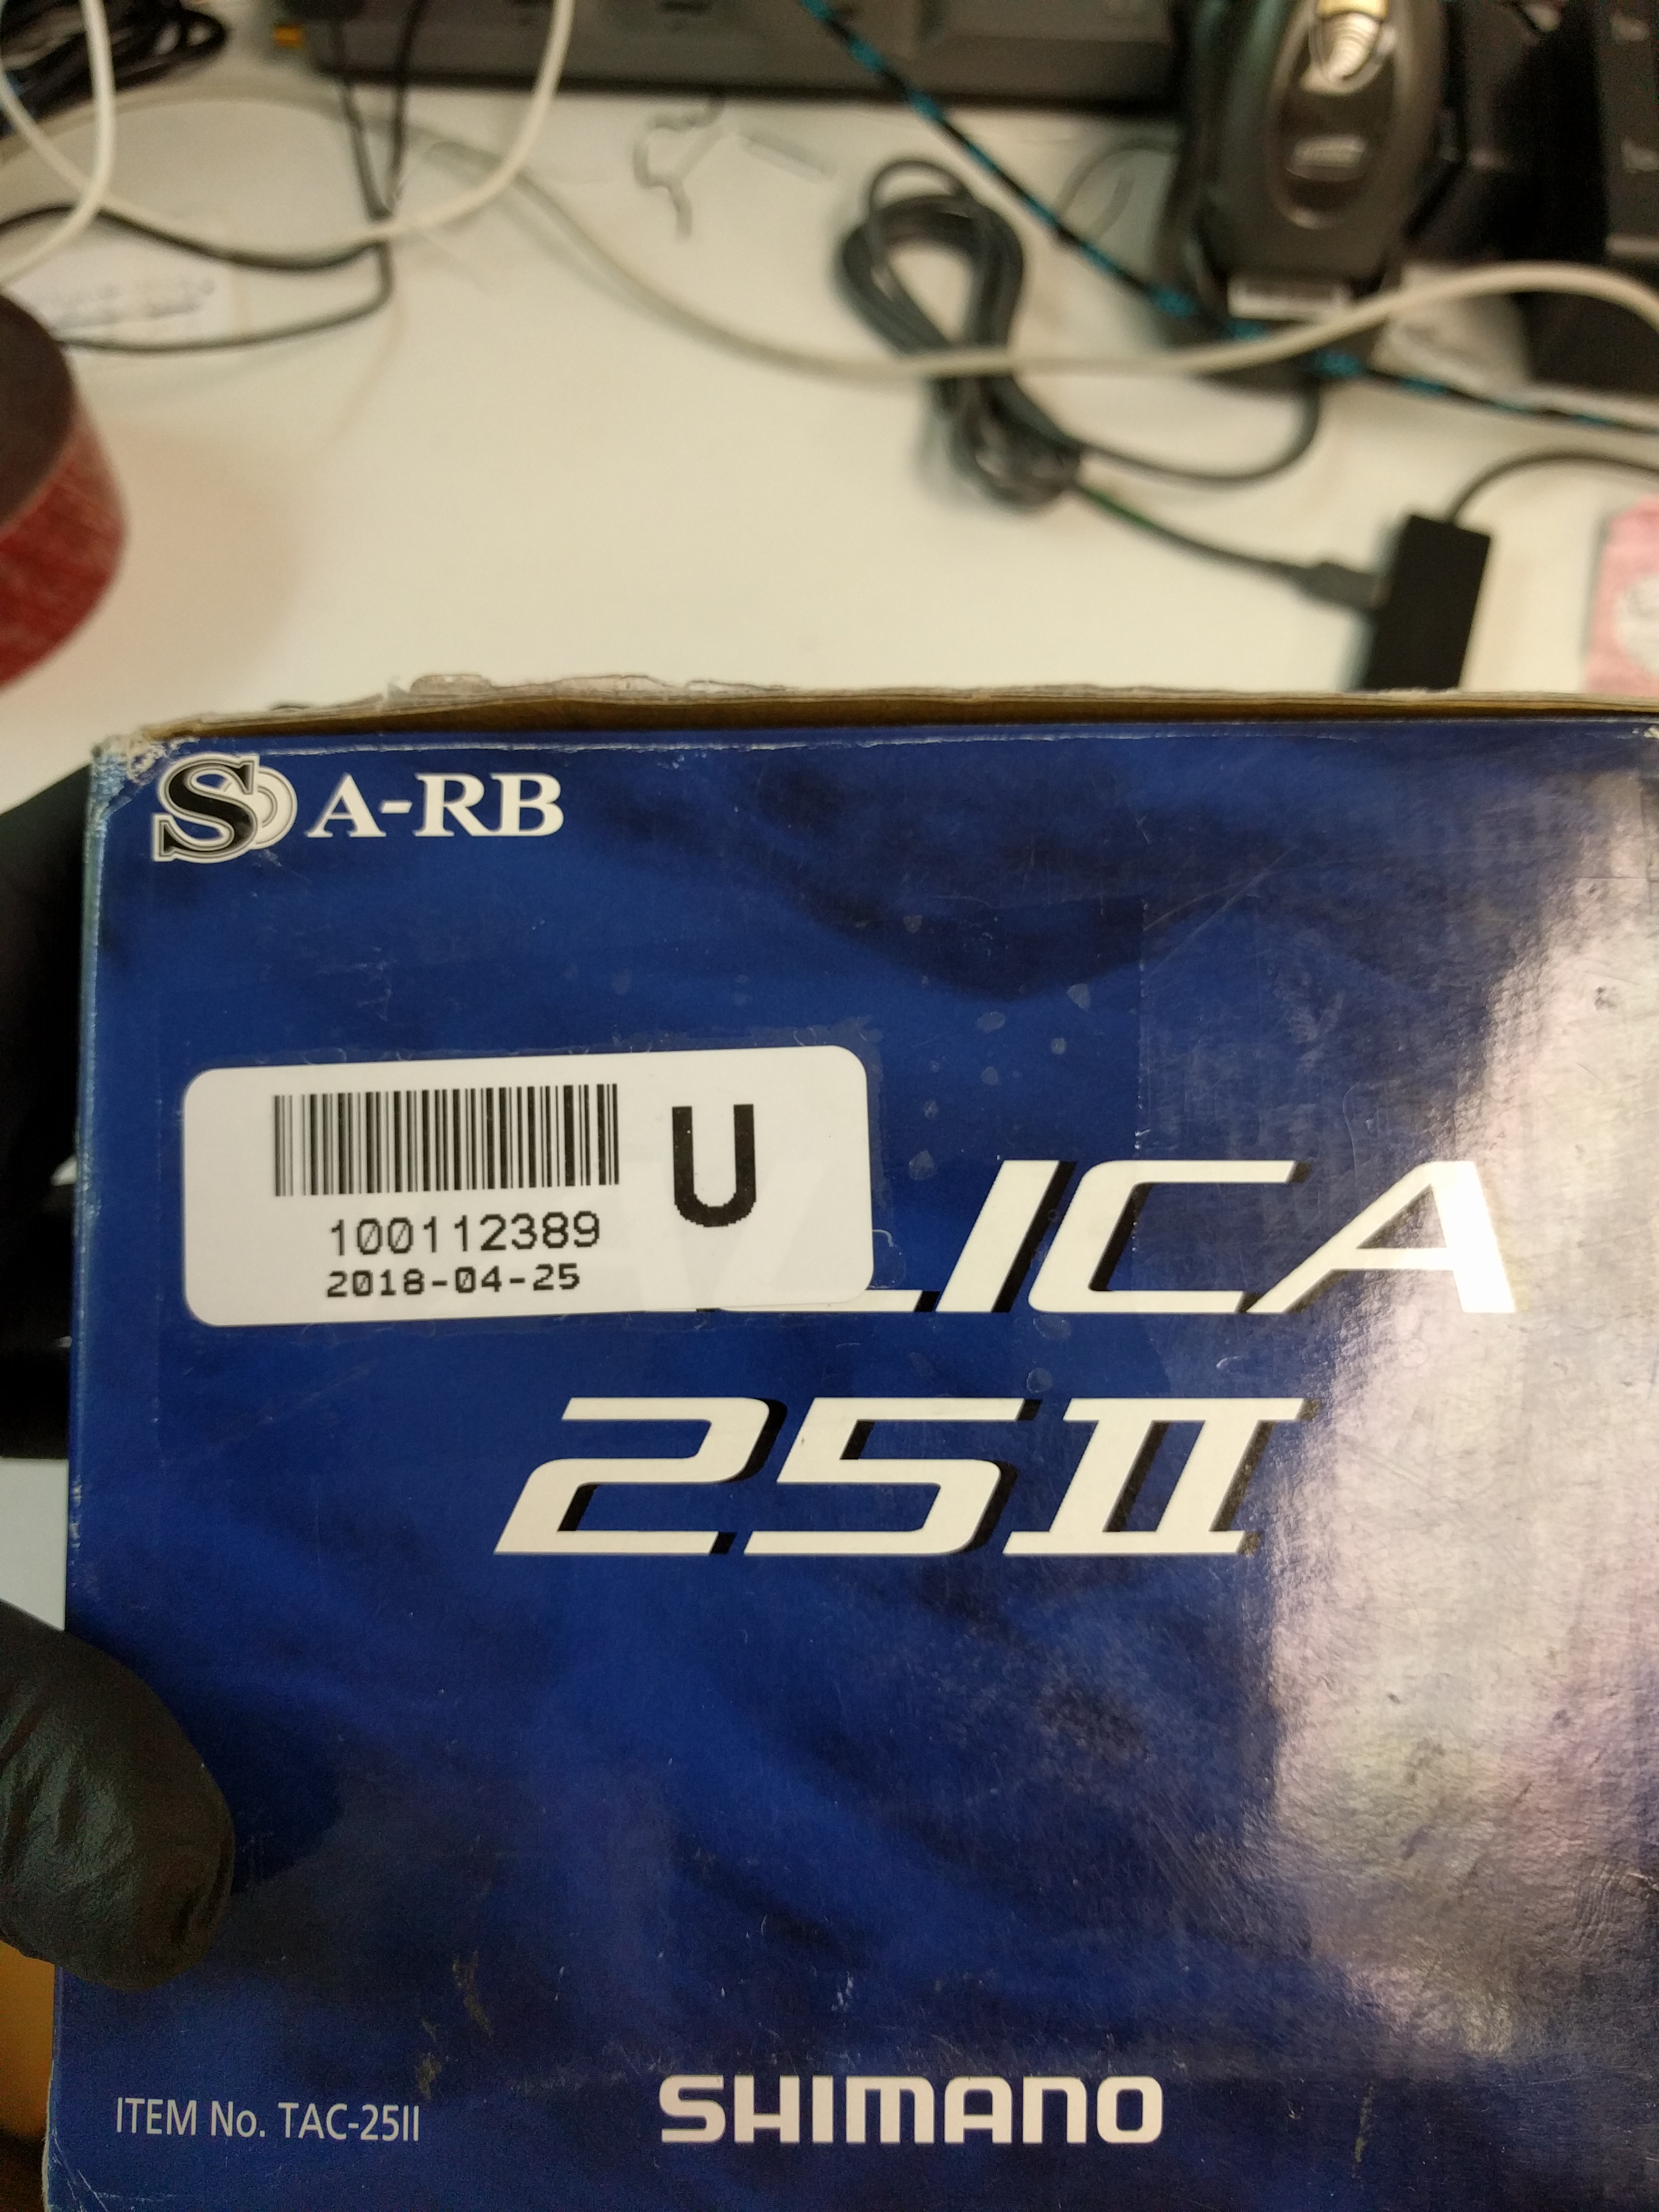 S A-RB
100112389
U
2018-04-25
LICA
25II
ITEM No. TAC-25II
SHIMANO